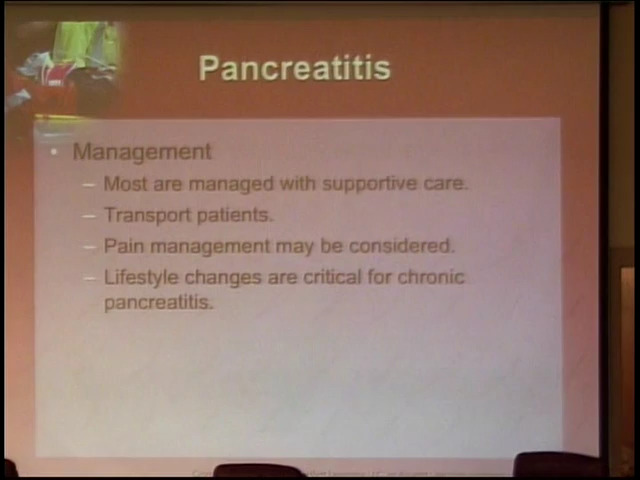 Pancreatitis
• Management
– Most are managed with supportive care.
– Transport patients.
– Pain management may be considered.
– Lifestyle changes are critical for chronic
pancreatitis.